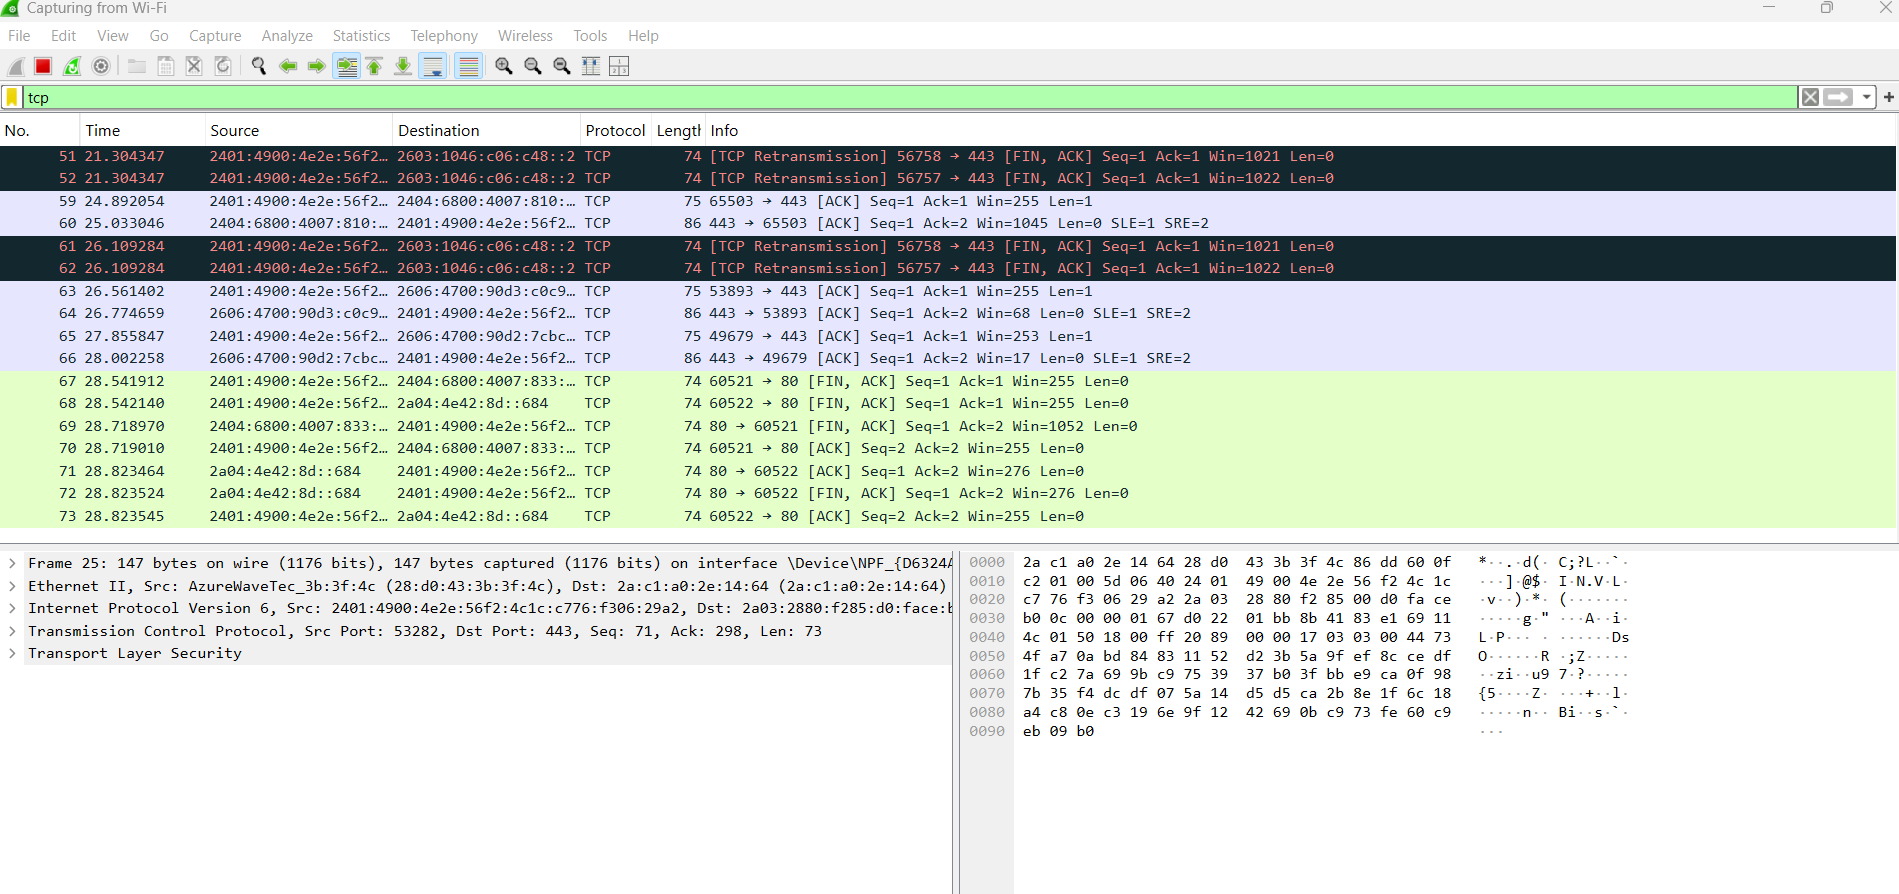 Capturing from Wi-Fi
File Edit View Go Capture Analyze Statistics Telephony Wireless Tools Help
tcp
No. Time Source Destination Protocol Length Info
51 21.304347 2401:4900:4e2e:56f2… 2603:1046:c06:c48::2 TCP 74 [TCP Retransmission] 56758 → 443 [FIN, ACK] Seq=1 Ack=1 Win=1021 Len=0
52 21.304347 2401:4900:4e2e:56f2… 2603:1046:c06:c48::2 TCP 74 [TCP Retransmission] 56757 → 443 [FIN, ACK] Seq=1 Ack=1 Win=1022 Len=0
59 24.892054 2401:4900:4e2e:56f2… 2404:6800:4007:810:… TCP 75 65503 → 443 [ACK] Seq=1 Ack=1 Win=255 Len=1
60 25.033046 2404:6800:4007:810:… 2401:4900:4e2e:56f2… TCP 86 443 → 65503 [ACK] Seq=1 Ack=2 Win=1045 Len=0 SLE=1 SRE=2
61 26.109284 2401:4900:4e2e:56f2… 2603:1046:c06:c48::2 TCP 74 [TCP Retransmission] 56758 → 443 [FIN, ACK] Seq=1 Ack=1 Win=1021 Len=0
62 26.109284 2401:4900:4e2e:56f2… 2603:1046:c06:c48::2 TCP 74 [TCP Retransmission] 56757 → 443 [FIN, ACK] Seq=1 Ack=1 Win=1022 Len=0
63 26.561402 2401:4900:4e2e:56f2… 2606:4700:90d3:c0c9… TCP 75 53893 → 443 [ACK] Seq=1 Ack=1 Win=255 Len=1
64 26.774659 2606:4700:90d3:c0c9… 2401:4900:4e2e:56f2… TCP 86 443 → 53893 [ACK] Seq=1 Ack=2 Win=68 Len=0 SLE=1 SRE=2
65 27.855847 2401:4900:4e2e:56f2… 2606:4700:90d2:7cbc… TCP 75 49679 → 443 [ACK] Seq=1 Ack=1 Win=253 Len=1
66 28.002258 2606:4700:90d2:7cbc… 2401:4900:4e2e:56f2… TCP 86 443 → 49679 [ACK] Seq=1 Ack=2 Win=17 Len=0 SLE=1 SRE=2
67 28.541912 2401:4900:4e2e:56f2… 2404:6800:4007:833:… TCP 74 60521 → 80 [FIN, ACK] Seq=1 Ack=1 Win=255 Len=0
68 28.542140 2401:4900:4e2e:56f2… 2a04:4e42:8d::684 TCP 74 60522 → 80 [FIN, ACK] Seq=1 Ack=1 Win=255 Len=0
69 28.718970 2404:6800:4007:833:… 2401:4900:4e2e:56f2… TCP 74 80 → 60521 [FIN, ACK] Seq=1 Ack=2 Win=1052 Len=0
70 28.719010 2401:4900:4e2e:56f2… 2404:6800:4007:833:… TCP 74 60521 → 80 [ACK] Seq=2 Ack=2 Win=255 Len=0
71 28.823464 2a04:4e42:8d::684 2401:4900:4e2e:56f2… TCP 74 80 → 60522 [ACK] Seq=1 Ack=2 Win=276 Len=0
72 28.823524 2a04:4e42:8d::684 2401:4900:4e2e:56f2… TCP 74 80 → 60522 [FIN, ACK] Seq=1 Ack=2 Win=276 Len=0
73 28.823545 2401:4900:4e2e:56f2… 2a04:4e42:8d::684 TCP 74 60522 → 80 [ACK] Seq=2 Ack=2 Win=255 Len=0
Frame 25: 147 bytes on wire (1176 bits), 147 bytes captured (1176 bits) on interface \Device\NPF_{D6324A
Ethernet II, Src: AzureWaveTec_3b:3f:4c (28:d0:43:3b:3f:4c), Dst: 2a:c1:a0:2e:14:64 (2a:c1:a0:2e:14:64)
Internet Protocol Version 6, Src: 2401:4900:4e2e:56f2:4c1c:c776:f306:29a2, Dst: 2a03:2880:f285:d0:face:b
Transmission Control Protocol, Src Port: 53282, Dst Port: 443, Seq: 71, Ack: 298, Len: 73
Transport Layer Security
0000 2a c1 a0 2e 14 64 28 d0 43 3b 3f 4c 86 dd 60 0f *··.·d(· C;?L··`·
0010 c2 01 00 5d 06 40 24 01 49 00 4e 2e 56 f2 4c 1c ···]·@$· I·N.V·L·
0020 c7 76 f3 06 29 a2 2a 03 28 80 f2 85 00 d0 fa ce ·v··)·*· (·······
0030 b0 0c 00 00 01 67 d0 22 01 bb 8b 41 83 e1 69 11 ·····g·" ···A··i·
0040 4c 01 50 18 00 ff 20 89 00 00 17 03 03 00 44 73 L·P··· · ······Ds
0050 4f a7 0a bd 84 83 11 52 d2 3b 5a 9f ef 8c ce df O······R ·;Z·····
0060 1f c2 7a 69 9b c9 75 39 37 b0 3f bb e9 ca 0f 98 ··zi··u9 7·?·····
0070 7b 35 f4 dc df 07 5a 14 d5 d5 ca 2b 8e 1f 6c 18 {5····Z· ···+··l·
0080 a4 c8 0e c3 19 6e 9f 12 42 69 0b c9 73 fe 60 c9 ·····n·· Bi··s·`·
0090 eb 09 b0 ···